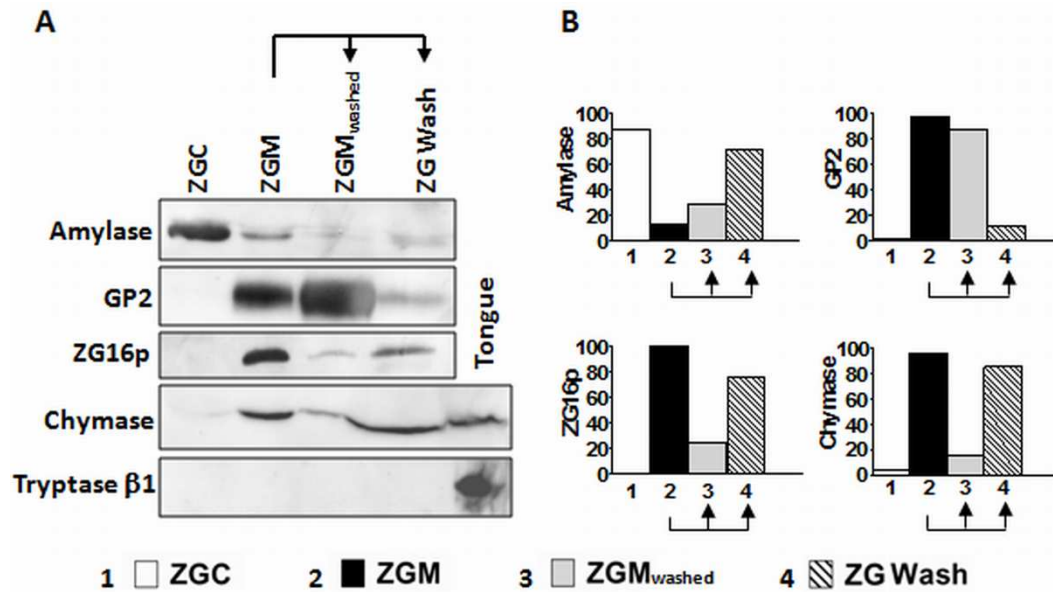 A
ZGC
ZGM
ZGMwashed
ZG Wash
Amylase
GP2
ZG16p
Tongue
Chymase
Tryptase β1
B
Amylase
100
80
60
40
20
0
1 2 3 4
GP2
100
80
60
40
20
0
1 2 3 4
ZG16p
100
80
60
40
20
0
1 2 3 4
Chymase
100
80
60
40
20
0
1 2 3 4
1 ZGC 2 ZGM 3 ZGMwashed 4 ZG Wash